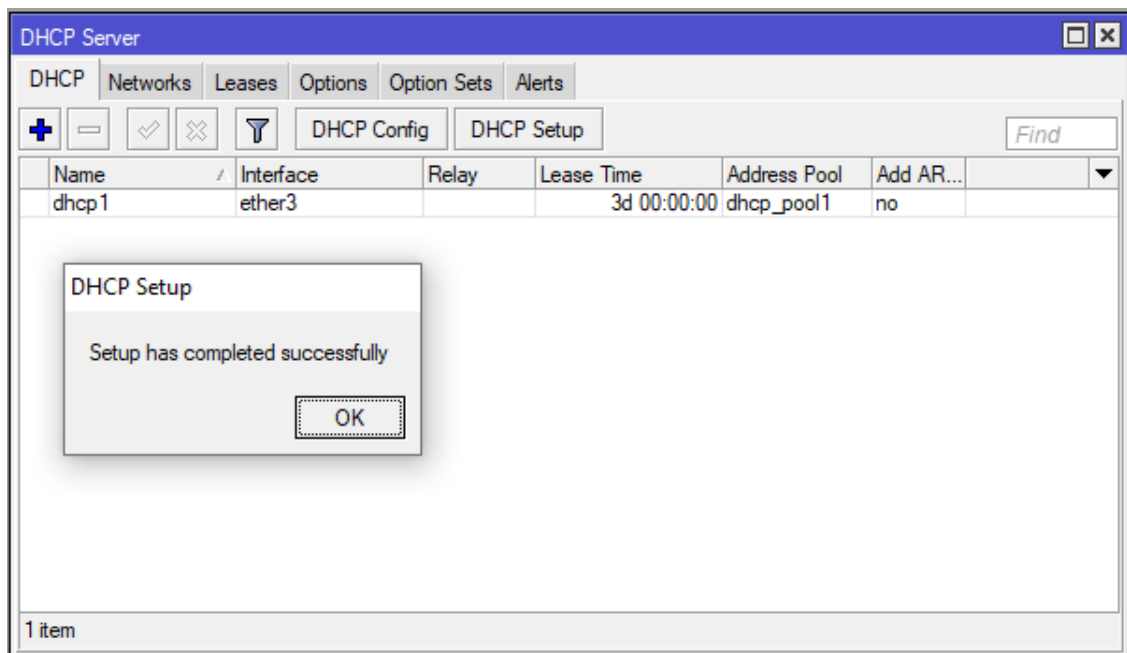 DHCP Server
DHCP Networks Leases Options Option Sets Alerts
DHCP Config DHCP Setup Find
Name Interface Relay Lease Time Address Pool Add AR...
dhcp1 ether3 3d 00:00:00 dhcp_pool1 no
DHCP Setup
Setup has completed successfully
OK
1 item